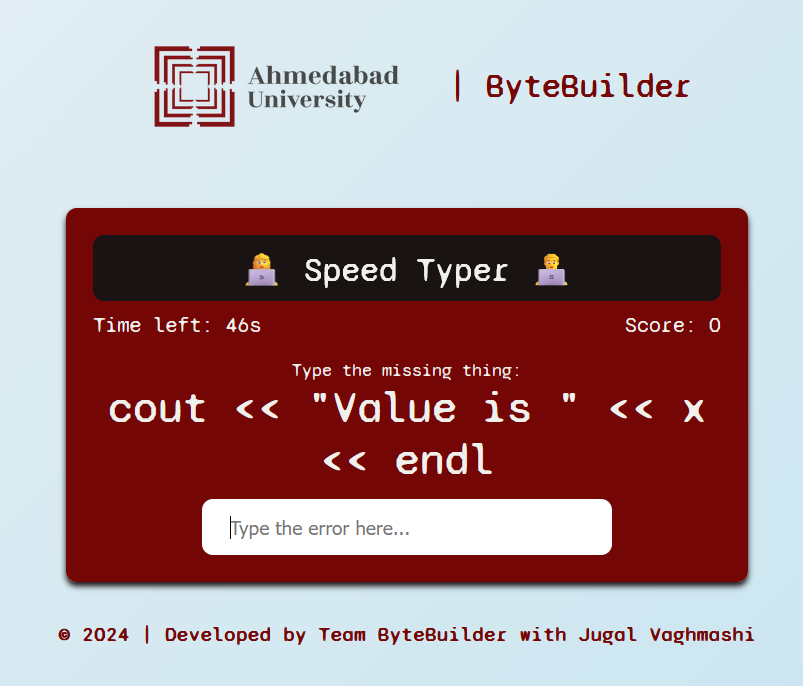 Ahmedabad
University
| ByteBuilder
Speed Typer
Time left: 46s
Score: 0
Type the missing thing:
cout << "Value is " << x
<< endl
Type the error here...
© 2024 | Developed by Team ByteBuilder with Jugal Vaghmashi